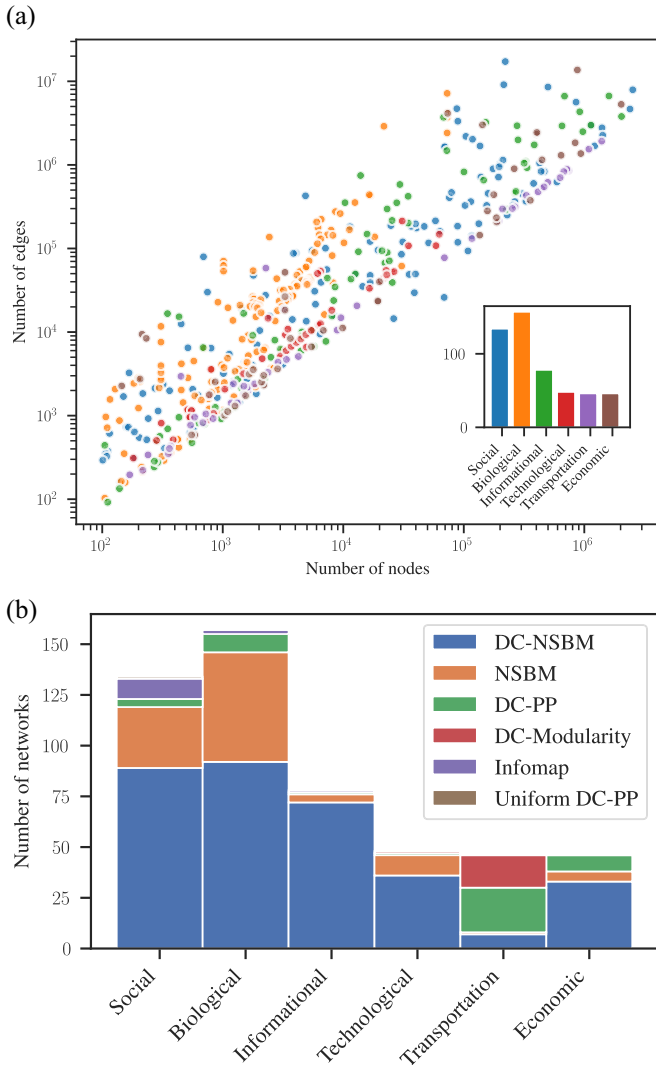 (a)
Number of edges
10^7
10^6
10^5
10^4
10^3
10^2
10^2
10^3
10^4
10^5
10^6
Number of nodes
100
0
Social
Biological
Informational
Technological
Transportation
Economic
(b)
Number of networks
150
125
100
75
50
25
0
DC-NSBM
NSBM
DC-PP
DC-Modularity
Infomap
Uniform DC-PP
Social
Biological
Informational
Technological
Transportation
Economic